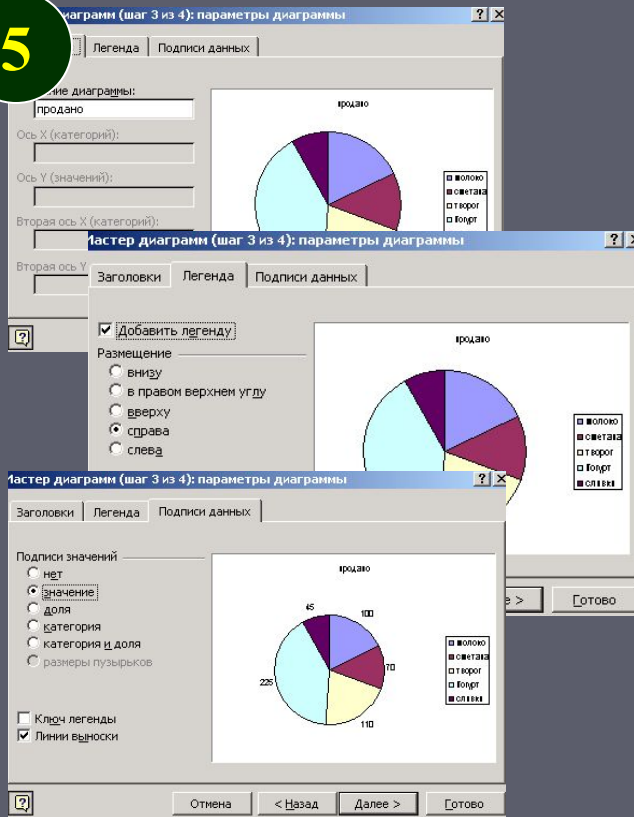 5
иаграмм (шаг 3 из 4): параметры диаграммы
Легенда
Подписи данных
ние диаграммы:
продано
Ось X (категорий):
Ось Y (значений):
Вторая ось X (категорий):
Вторая ось Y
продано
молоко
сметана
творог
йогурт
Мастер диаграмм (шаг 3 из 4): параметры диаграммы
Заголовки
Легенда
Подписи данных
Добавить легенду
Размещение
внизу
в правом верхнем углу
вверху
справа
слева
продано
молоко
сметана
творог
йогурт
сливки
е >
Готово
Мастер диаграмм (шаг 3 из 4): параметры диаграммы
Заголовки
Легенда
Подписи данных
Подписи значений
нет
значение
доля
категория
категория и доля
размеры пузырьков
Ключ легенды
Линии выноски
продано
45
100
70
225
110
молоко
сметана
творог
йогурт
сливки
Отмена
< Назад
Далее >
Готово